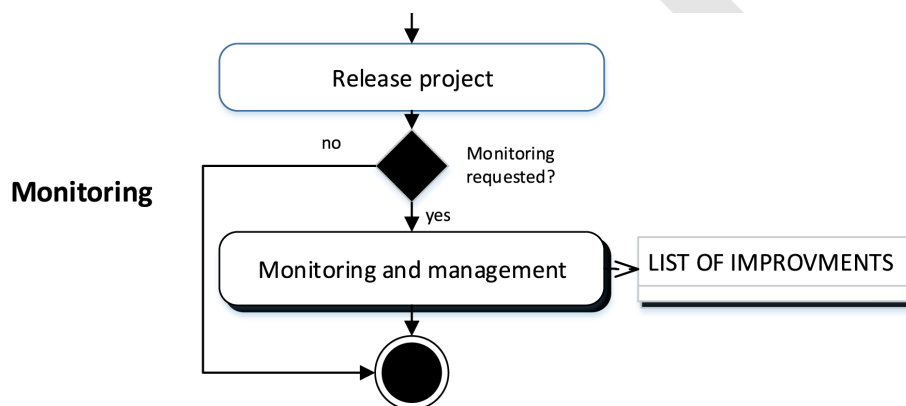 Release project
no
Monitoring
requested?
Monitoring
yes
Monitoring and management
LIST OF IMPROVMENTS